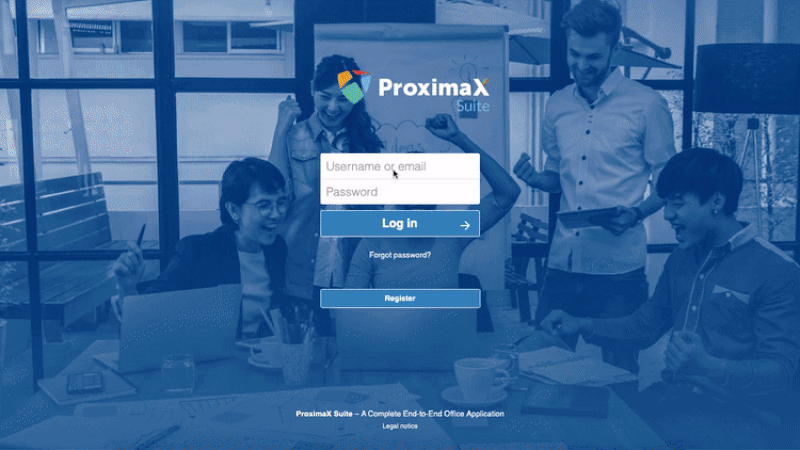 ProximaX
Suite
Ideas
Username or email
Password
Log in
Forgot password?
Register
ProximaX Suite – A Complete End-to-End Office Application
Legal notice